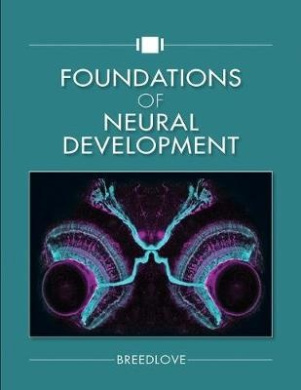 FOUNDATIONS
OF
NEURAL
DEVELOPMENT
BREEDLOVE